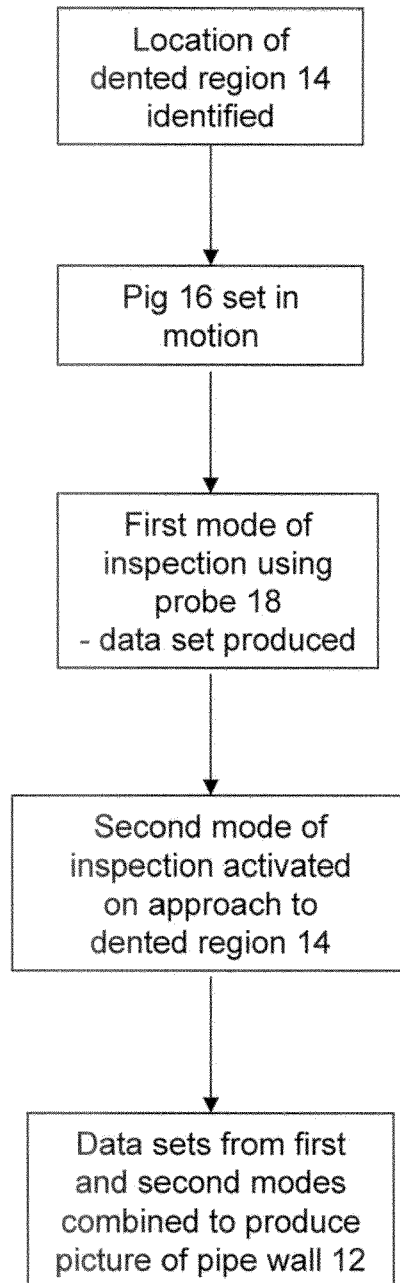 Location of
dented region 14
identified
Pig 16 set in
motion
First mode of
inspection using
probe 18
- data set produced
Second mode of
inspection activated
on approach to
dented region 14
Data sets from first
and second modes
combined to produce
picture of pipe wall 12